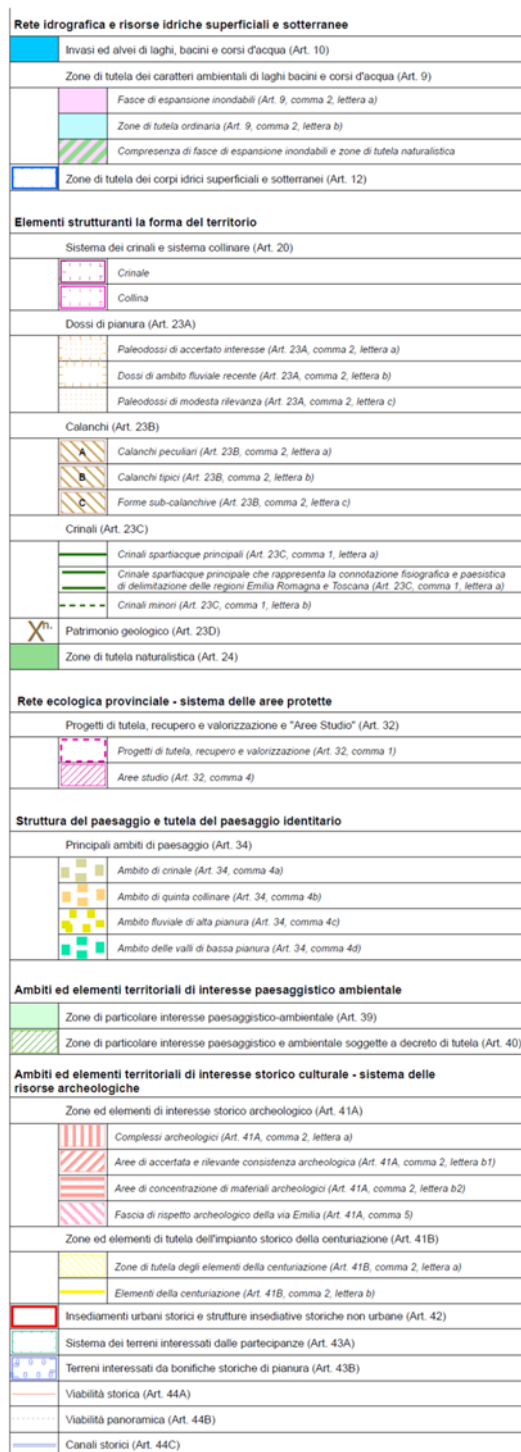 Rete idrografica e risorse idriche superficiali e sotterranee
Invasi ed alvei di laghi, bacini e corsi d'acqua (Art. 10)
Zone di tutela dei caratteri ambientali di laghi bacini e corsi d'acqua (Art. 9)
Fasce di espansione inondabili (Art. 9, comma 2, lettera a)
Zone di tutela ordinaria (Art. 9, comma 2, lettera b)
Compresenza di fasce di espansione inondabili e zone di tutela naturalistica
Zone di tutela dei corpi idrici superficiali e sotterranei (Art. 12)
Elementi strutturanti la forma del territorio
Sistema dei crinali e sistema collinare (Art. 20)
Crinale
Collina
Dossi di pianura (Art. 23A)
Paleodossi di accertato interesse (Art. 23A, comma 2, lettera a)
Dossi di ambito fluviale recente (Art. 23A, comma 2, lettera b)
Paleodossi di modesta rilevanza (Art. 23A, comma 2, lettera c)
Calanchi (Art. 23B)
A Calanchi peculiari (Art. 23B, comma 2, lettera a)
B Calanchi tipici (Art. 23B, comma 2, lettera b)
C Forme sub-calanchive (Art. 23B, comma 2, lettera c)
Crinali (Art. 23C)
Crinali spartiacque principali (Art. 23C, comma 1, lettera a)
Crinale spartiacque principale che rappresenta la connotazione fisiografica e paesistica
di delimitazione delle regioni Emilia Romagna e Toscana (Art. 23C, comma 1, lettera a)
Crinali minori (Art. 23C, comma 1, lettera b)
Xn. Patrimonio geologico (Art. 23D)
Zona di tutela naturalistica (Art. 24)
Rete ecologica provinciale - sistema delle aree protette
Progetti di tutela, recupero e valorizzazione e "Aree Studio" (Art. 32)
Progetti di tutela, recupero e valorizzazione (Art. 32, comma 1)
Aree studio (Art. 32, comma 4)
Struttura del paesaggio e tutela del paesaggio identitario
Principali ambiti di paesaggio (Art. 34)
Ambito di crinale (Art. 34, comma 4a)
Ambito di quinta collinare (Art. 34, comma 4b)
Ambito fluviale di alta pianura (Art. 34, comma 4c)
Ambito delle valli di bassa pianura (Art. 34, comma 4d)
Ambiti ed elementi territoriali di interesse paesaggistico ambientale
Zone di particolare interesse paesaggistico-ambientale (Art. 39)
Zone di particolare interesse paesaggistico e ambientale soggette a decreto di tutela (Art. 40)
Ambiti ed elementi territoriali di interesse storico culturale - sistema delle
risorse archeologiche
Zone ed elementi di interesse storico archeologico (Art. 41A)
Complessi archeologici (Art. 41A, comma 2, lettera a)
Aree di accertata e rilevante consistenza archeologica (Art. 41A, comma 2, lettera b1)
Aree di concentrazione di materiali archeologici (Art. 41A, comma 2, lettera b2)
Fascia di rispetto archeologico della via Emilia (Art. 41A, comma 5)
Zone ed elementi di tutela dell'impianto storico della centuriazione (Art. 41B)
Zone di tutela degli elementi della centuriazione (Art. 41B, comma 2, lettera a)
Elementi della centuriazione (Art. 41B, comma 2, lettera b)
Insediamenti urbani storici e strutture insediative storiche non urbane (Art. 42)
Sistema dei terreni interessati dalle partecipanze (Art. 43A)
Terreni interessati da bonifiche storiche di pianura (Art. 43B)
Viabilità storica (Art. 44A)
Viabilità panoramica (Art. 44B)
Canali storici (Art. 44C)